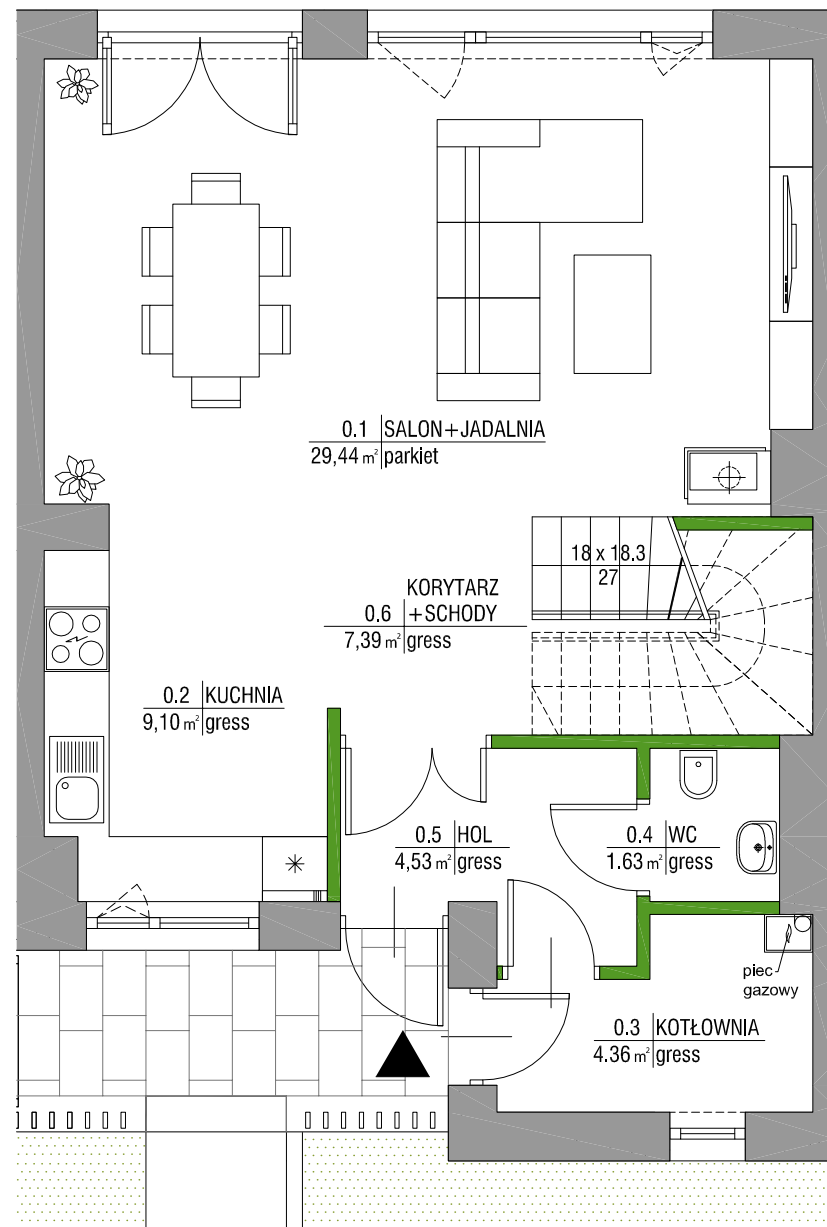 0.1 SALON+JADALNIA
29,44 m² parkiet
18 x 18.3
27
KORYTARZ
0.6 +SCHODY
7,39 m² gress
0.2 KUCHNIA
9,10 m² gress
0.5 HOL
4,53 m² gress
0.4 WC
1.63 m² gress
piec
gazowy
0.3 KOTŁOWNIA
4.36 m² gress